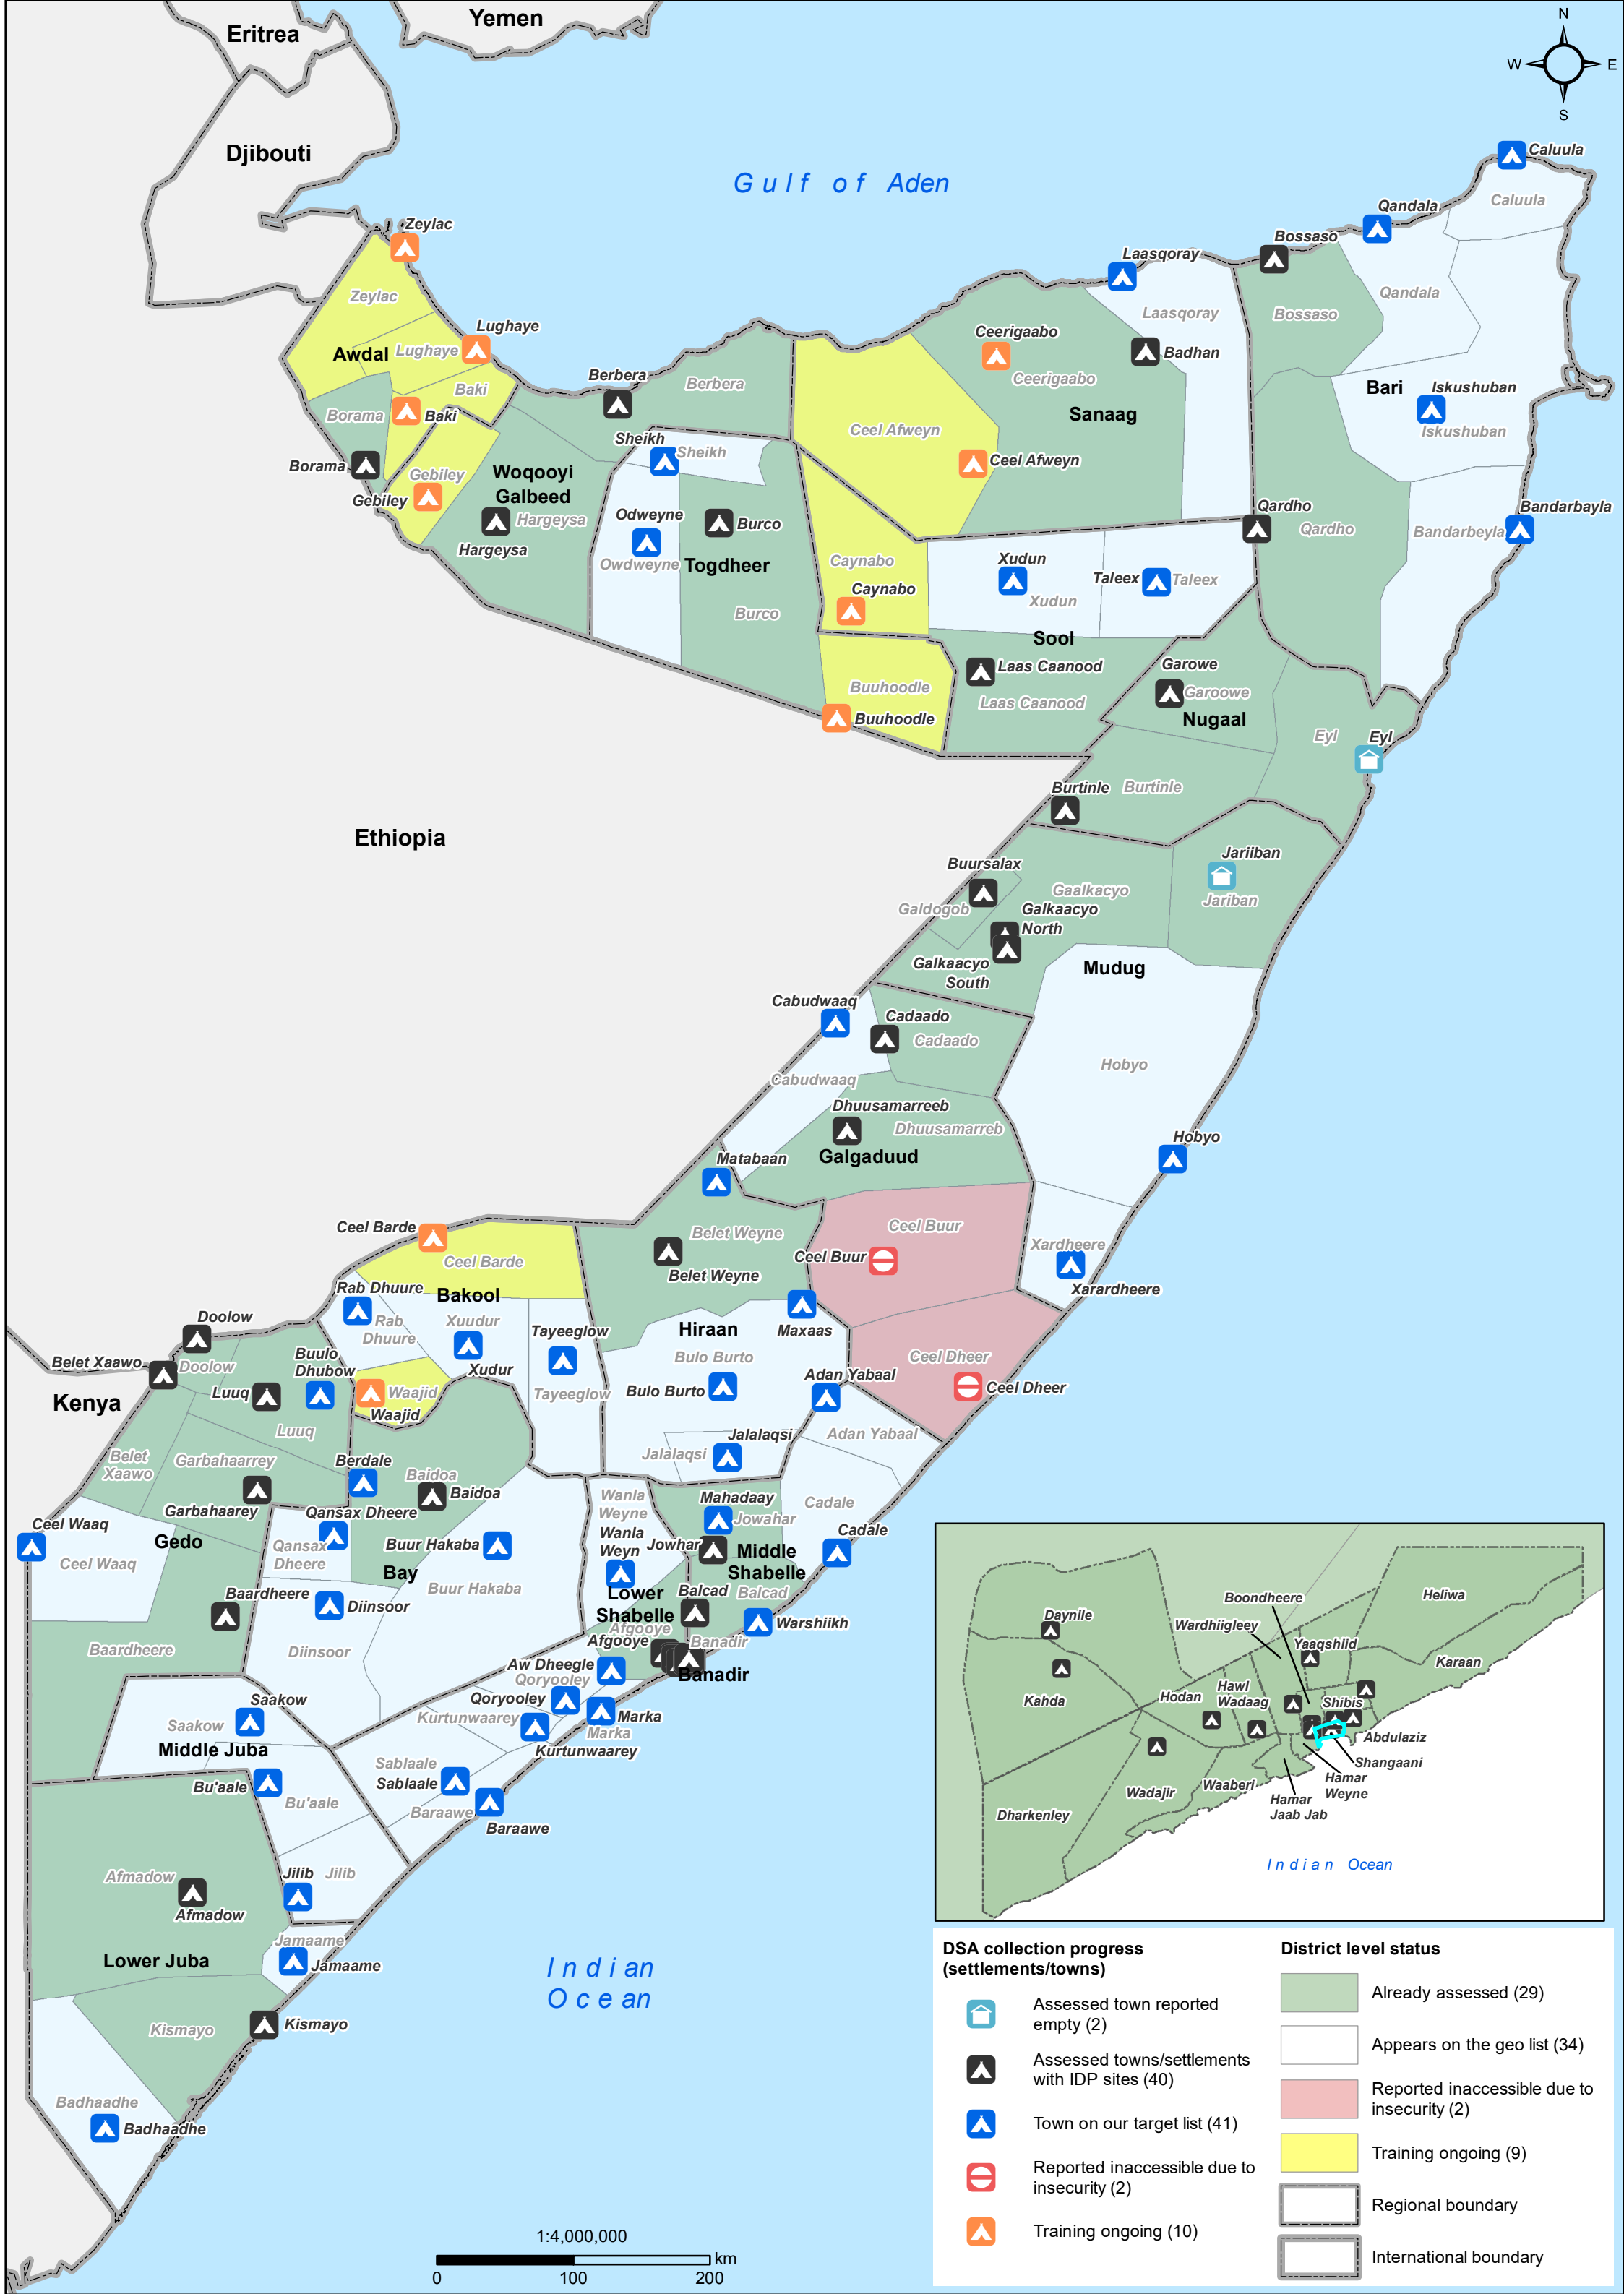 Yemen
Eritrea
N
W
E
S
Djibouti
Caluula
Gulf of Aden
Caluula
Qandala
Zeylac
Bossaso
Laasqoray
Zeylac
Qandala
Laasqoray
Bossaso
Lughaye
Ceerigaabo
Awdal
Lughaye
Badhan
Berbera
Berbera
Ceerigaabo
Baki
Bari
Iskushuban
Borama
Baki
Sanaag
Ceel Afweyn
Iskushuban
Sheikh
Sheikh
Borama
Ceel Afweyn
Gebiley
Woqooyi
Galbeed
Gebiley
Qardho
Bandarbayla
Odweyne
Hargeysa
Burco
Qardho
Bandarbeyla
Hargeysa
Xudun
Caynabo
Owdweyne
Togdheer
Taleex
Taleex
Caynabo
Xudun
Burco
Sool
Laas Caanood
Garowe
Buuhoodle
Garoowe
Laas Caanood
Buuhoodle
Nugaal
Eyl
Eyl
Burtinle
Burtinle
Ethiopia
Jariiban
Buursalax
Gaalkacyo
Jariban
Galdogob
Galkaacyo
North
Galkaacyo
South
Mudug
Cabudwaaq
Cadaado
Cadaado
Hobyo
Cabudwaaq
Dhuusamarreeb
Dhuusamarreb
Hobyo
Galgaduud
Matabaan
Ceel Barde
Ceel Buur
Belet Weyne
Xardheere
Ceel Barde
Ceel Buur
Belet Weyne
Rab Dhuure
Xarardheere
Bakool
Doolow
Rab
Dhuure
Xuudur
Tayeeglow
Hiraan
Maxaas
Buulo
Dhubow
Bulo Burto
Ceel Dheer
Belet Xaawo
Doolow
Xudur
Adan Yabaal
Ceel Dheer
Kenya
Luuq
Waajid
Tayeeglow
Bulo Burto
Waajid
Luuq
Jalalaqsi
Adan Yabaal
Belet
Xaawo
Garbahaarrey
Berdale
Baidoa
Jalalaqsi
Baidoa
Wanla
Weyne
Mahadaay
Cadale
Garbahaarey
Qansax Dheere
Jowahar
Ceel Waaq
Wanla
Weyn
Cadale
Gedo
Qansax
Dheere
Buur Hakaba
Jowhar
Middle
Shabelle
Ceel Waaq
Bay
Buur Hakaba
Balcad
Balcad
Baardheere
Diinsoor
Lower
Shabelle
Warshiikh
Afgooye
Baardheere
Diinsoor
Afgooye
Banadir
Aw Dheegle
Banadir
Qoryooley
Saakow
Qoryooley
Saakow
Kurtunwaarey
Marka
Marka
Middle Juba
Kurtunwaarey
Sablaale
Bu'aale
Sablaale
Bu'aale
Baraawe
Baraawe
Afmadow
Jilib
Jilib
Afmadow
Jamaame
Lower Juba
Jamaame
Indian
Ocean
Kismayo
Kismayo
Badhaadhe
Badhaadhe
1:4,000,000
km
0
100
200
Boondheere
Heliwa
Daynile
Wardhiigleey
Yaaqshiid
Karaan
Kahda
Hodan
Hawl
Wadaag
Shibis
Abdulaziz
Shangaani
Wadajir
Waaberi
Hamar
Weyne
Hamar
Jaab Jab
Dharkenley
Indian Ocean
DSA collection progress
(settlements/towns)
Assessed town reported
empty (2)
Assessed towns/settlements
with IDP sites (40)
Town on our target list (41)
Reported inaccessible due to
insecurity (2)
Training ongoing (10)
District level status
Already assessed (29)
Appears on the geo list (34)
Reported inaccessible due to
insecurity (2)
Training ongoing (9)
Regional boundary
International boundary